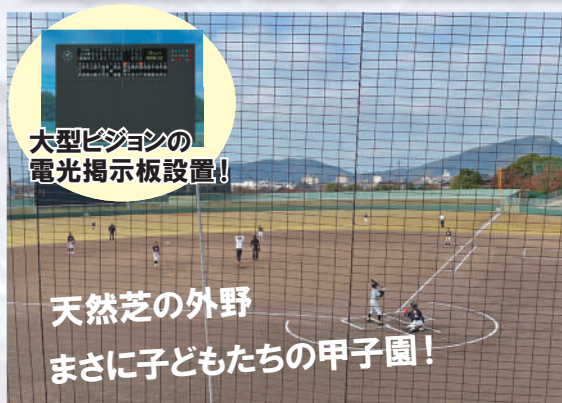 大型ビジョンの
電光掲示板設置!
天然芝の外野
まさに子どもたちの甲子園!